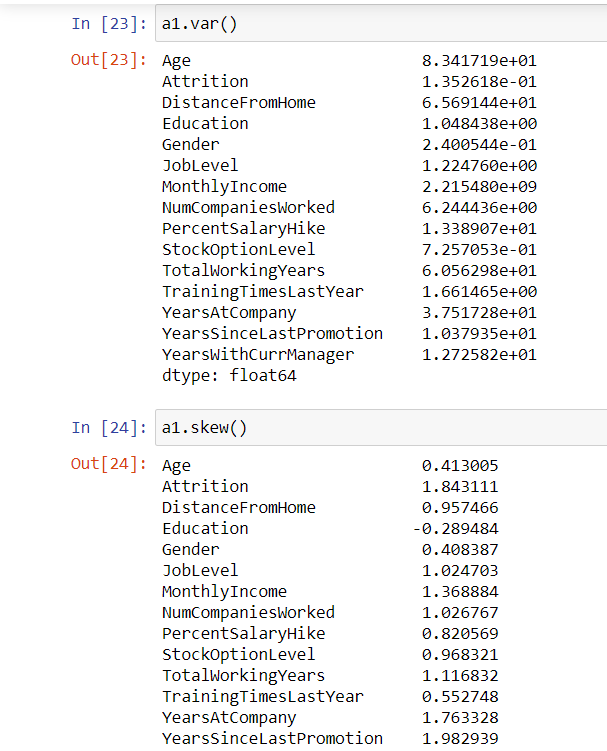 In [23]: a1.var()
Out[23]: Age 8.341719e+01
Attrition 1.352618e-01
DistanceFromHome 6.569144e+01
Education 1.048438e+00
Gender 2.400544e-01
JobLevel 1.224760e+00
MonthlyIncome 2.215480e+09
NumCompaniesWorked 6.244436e+00
PercentSalaryHike 1.338907e+01
StockOptionLevel 7.257053e-01
TotalWorkingYears 6.056298e+01
TrainingTimesLastYear 1.661465e+00
YearsAtCompany 3.751728e+01
YearsSinceLastPromotion 1.037935e+01
YearsWithCurrManager 1.272582e+01
dtype: float64
In [24]: a1.skew()
Out[24]: Age 0.413005
Attrition 1.843111
DistanceFromHome 0.957466
Education -0.289484
Gender 0.408387
JobLevel 1.024703
MonthlyIncome 1.368884
NumCompaniesWorked 1.026767
PercentSalaryHike 0.820569
StockOptionLevel 0.968321
TotalWorkingYears 1.116832
TrainingTimesLastYear 0.552748
YearsAtCompany 1.763328
YearsSinceLastPromotion 1.982939